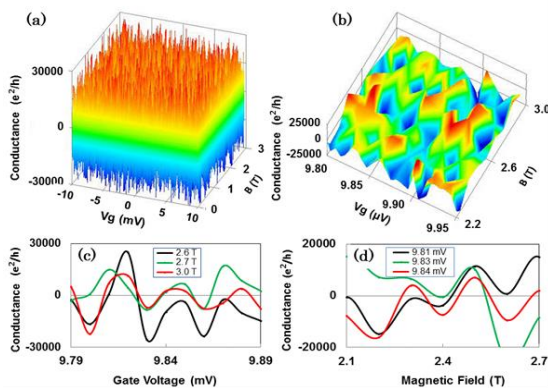 (a)
Conductance (e²/h)
30000
0
-30000
-10
-5
0
5
10
Vg (mV)
0
1
2
3
B (T)
(b)
Conductance (e²/h)
25000
0
-25000
9.80
9.85
9.90
9.95
Vg (µV)
2.2
2.6
3.0
B (T)
(c)
Conductance (e²/h)
30000
0
-30000
2.6 T
2.7 T
3.0 T
9.79
9.84
9.89
Gate Voltage (mV)
(d)
Conductance (e²/h)
20000
0
-20000
9.81 mV
9.83 mV
9.84 mV
2.1
2.3
2.5
2.7
Magnetic Field (T)